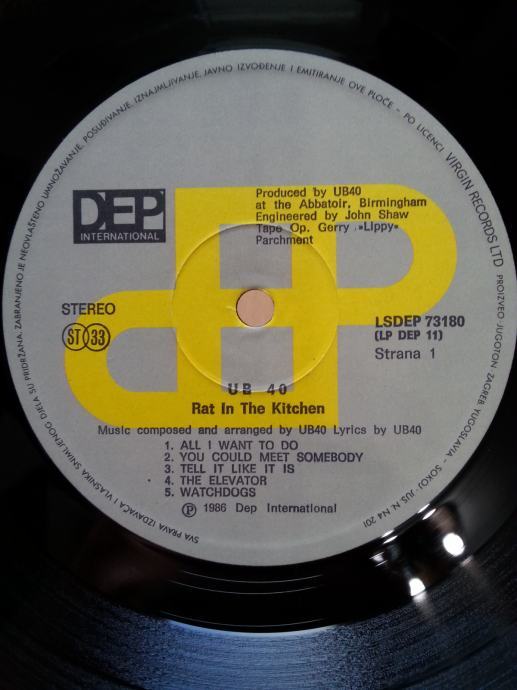 SVA PRAVA IZDAVAČA I VLASNIKA SNIMLJENOG DJELA SU PRIDRŽANA. ZABRANJENO JE NEOVLAŠTENO UMNOŽAVANJE, POSUĐIVANJE, IZNAJMLJIVANJE, JAVNO IZVOĐENJE I EMITIRANJE OVE PLOČE - PO LICENCI VIRGIN RECORDS LTD PROIZVEO JUGOTON ZAGREB YUGOSLAVIA - SOKOJ JUS N. N4 201
DEP
INTERNATIONAL
Produced by UB40
at the Abbatoir, Birmingham
Engineered by John Shaw
Tape Op. Gerry »Lippy«
Parchment
STEREO
ST 33
LSDEP 73180
(LP DEP 11)
Strana 1
UB 40
Rat In The Kitchen
Music composed and arranged by UB40 Lyrics by UB40
1. ALL I WANT TO DO
2. YOU COULD MEET SOMEBODY
3. TELL IT LIKE IT IS
4. THE ELEVATOR
5. WATCHDOGS
Ⓟ 1986 Dep International